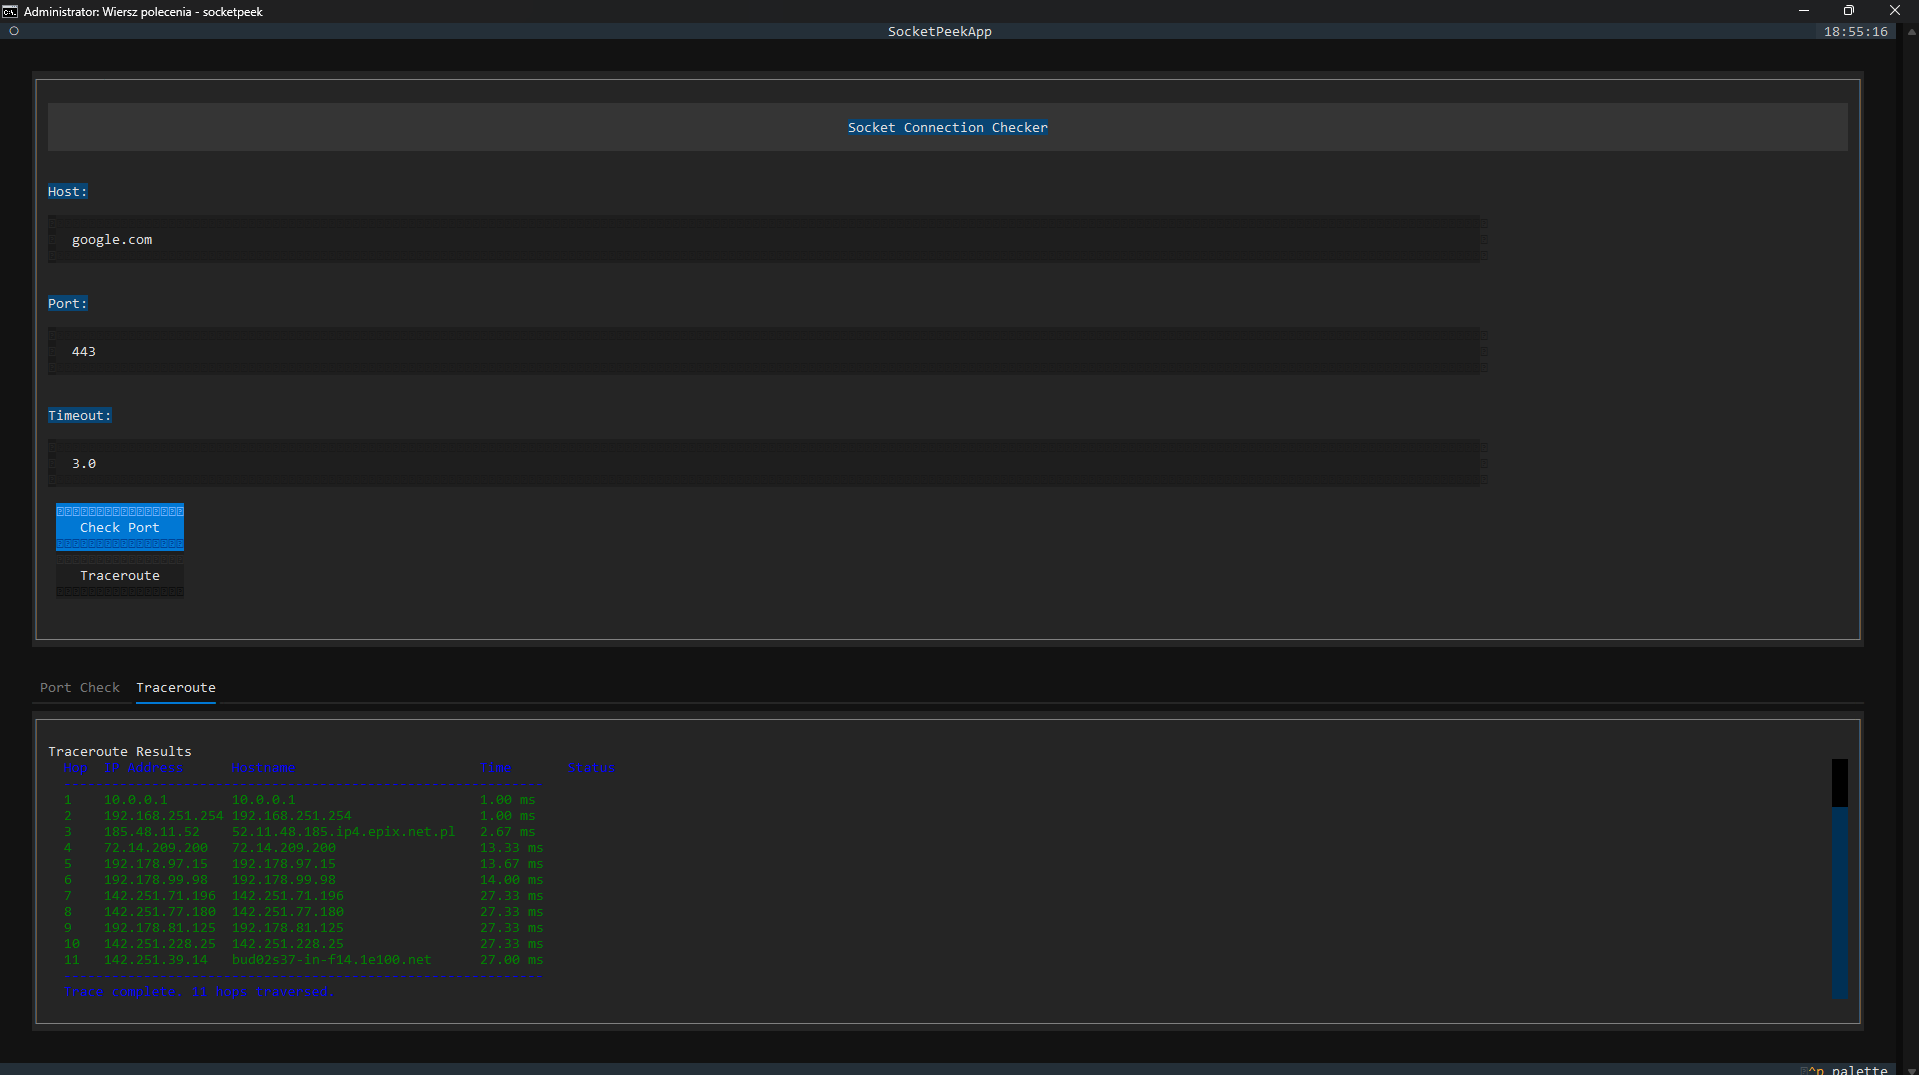 Administrator: Wiersz polecenia - socketpeek
SocketPeekApp 18:55:16
Socket Connection Checker
Host:
google.com
Port:
443
Timeout:
3.0
Check Port
Traceroute
Port Check Traceroute
Traceroute Results
Hop IP Address Hostname Time Status
------------------------------------------------------------
1 10.0.0.1 10.0.0.1 1.00 ms
2 192.168.251.254 192.168.251.254 1.00 ms
3 185.48.11.52 52.11.48.185.ip4.epix.net.pl 2.67 ms
4 72.14.209.200 72.14.209.200 13.33 ms
5 192.178.97.15 192.178.97.15 13.67 ms
6 192.178.99.98 192.178.99.98 14.00 ms
7 142.251.71.196 142.251.71.196 27.33 ms
8 142.251.77.180 142.251.77.180 27.33 ms
9 192.178.81.125 192.178.81.125 27.33 ms
10 142.251.228.25 142.251.228.25 27.33 ms
11 142.251.39.14 bud02s37-in-f14.1e100.net 27.00 ms
------------------------------------------------------------
Trace complete. 11 hops traversed.
^p palette